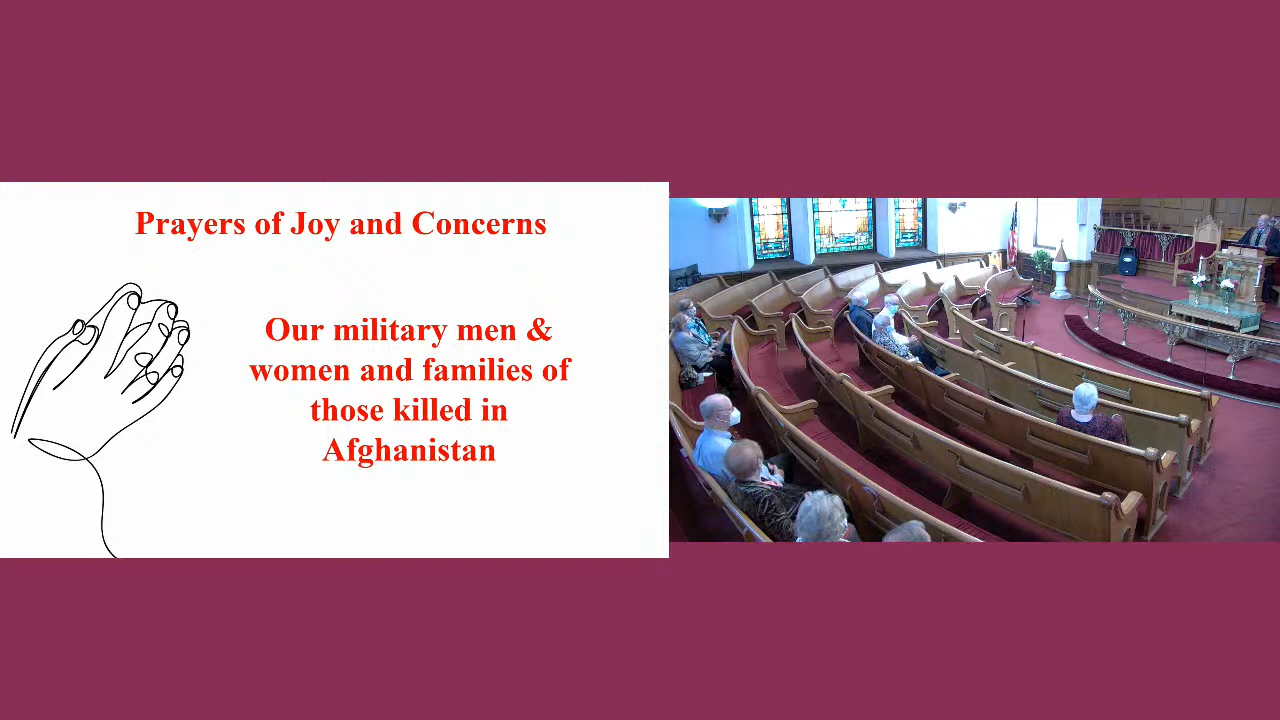 Prayers of Joy and Concerns
Our military men &
women and families of
those killed in
Afghanistan